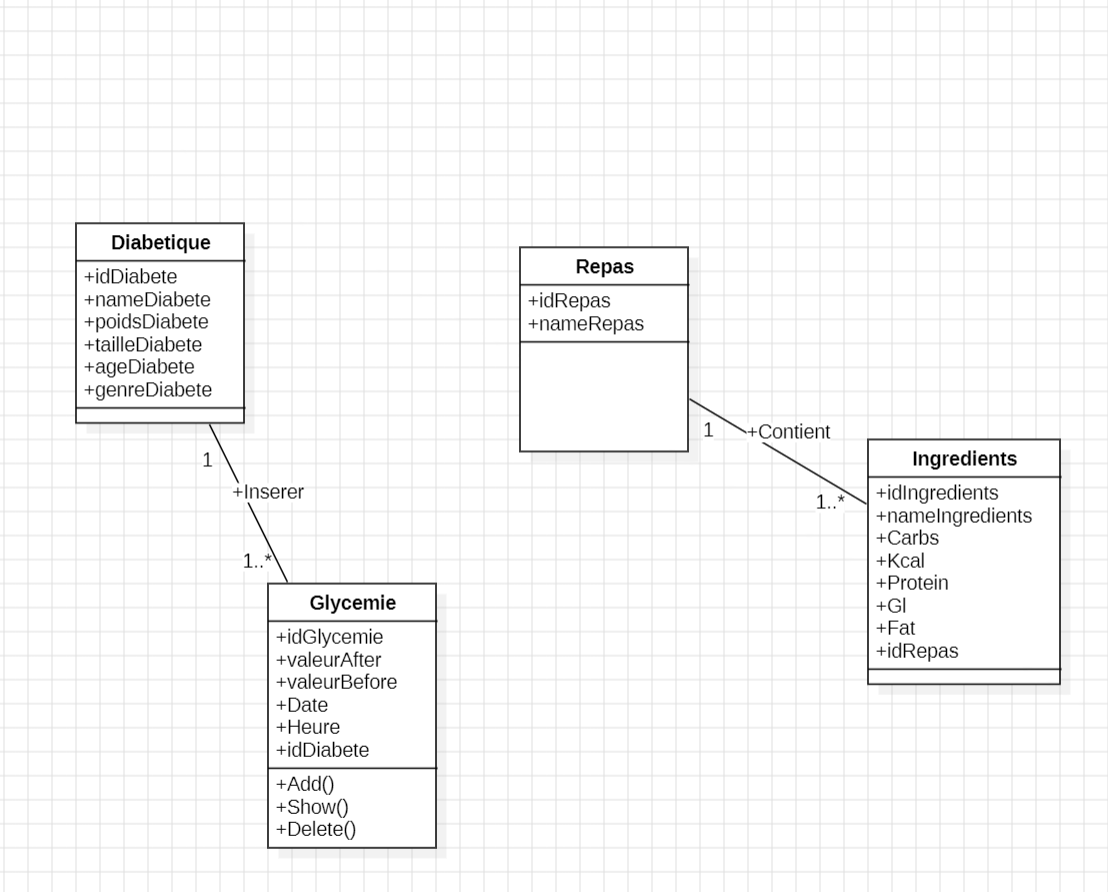 Diabetique
+idDiabete
+nameDiabete
+poidsDiabete
+tailleDiabete
+ageDiabete
+genreDiabete
1
+Inserer
1..*
Glycemie
+idGlycemie
+valeurAfter
+valeurBefore
+Date
+Heure
+idDiabete
+Add()
+Show()
+Delete()
Repas
+idRepas
+nameRepas
1
+Contient
1..*
Ingredients
+idIngredients
+nameIngredients
+Carbs
+Kcal
+Protein
+Gl
+Fat
+idRepas